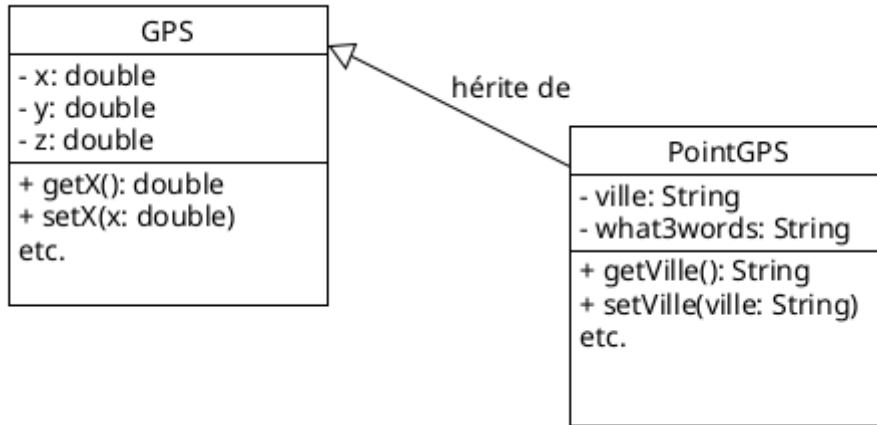 GPS
- x: double
- y: double
- z: double
+ getX(): double
+ setX(x: double)
etc.
hérite de
PointGPS
- ville: String
- what3words: String
+ getVille(): String
+ setVille(ville: String)
etc.